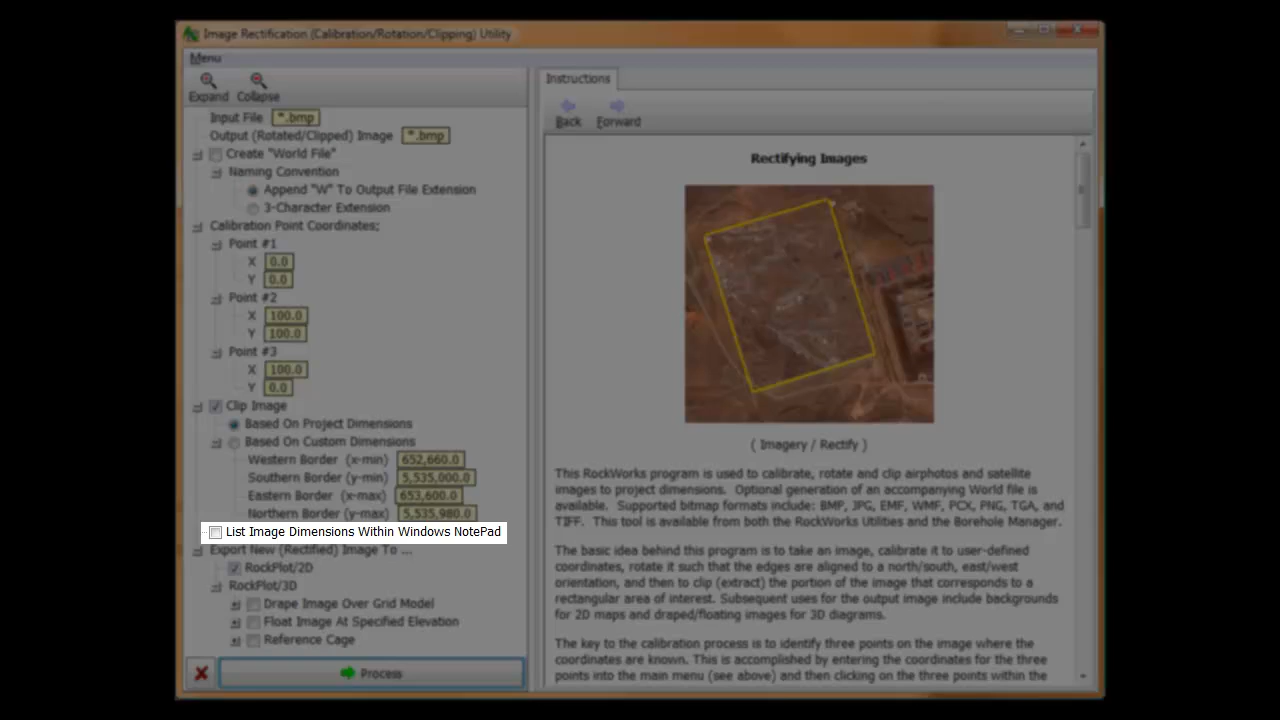 Image Rectification (Calibration/Rotation/Clipping) Utility
Menu
Expand Collapse
Input File *.bmp
Output (Rotated/Clipped) Image *.bmp
Create "World File"
Naming Convention
Append "W" To Output File Extension
3-Character Extension
Calibration Point Coordinates;
Point #1
X 0.0
Y 0.0
Point #2
X 100.0
Y 100.0
Point #3
X 100.0
Y 0.0
Clip Image
Based On Project Dimensions
Based On Custom Dimensions
Western Border (x-min) 652,660.0
Southern Border (y-min) 5,535,000.0
Eastern Border (x-max) 653,600.0
Northern Border (y-max) 5,535,980.0
List Image Dimensions Within Windows NotePad
Export New (Rectified) Image To ...
RockPlot/2D
RockPlot/3D
Drape Image Over Grid Model
Float Image At Specified Elevation
Reference Cage
Process
Instructions
Back Forward
Rectifying Images
( Imagery / Rectify )
This RockWorks program is used to calibrate, rotate and clip airphotos and satellite
images to project dimensions. Optional generation of an accompanying World file is
available. Supported bitmap formats include: BMP, JPG, EMF, WMF, PCX, PNG, TGA, and
TIFF. This tool is available from both the RockWorks Utilities and the Borehole Manager.
The basic idea behind this program is to take an image, calibrate it to user-defined
coordinates, rotate it such that the edges are aligned to a north/south, east/west
orientation, and then to clip (extract) the portion of the image that corresponds to a
rectangular area of interest. Subsequent uses for the output image include backgrounds
for 2D maps and draped/floating images for 3D diagrams.
The key to the calibration process is to identify three points on the image where the
coordinates are known. This is accomplished by entering the coordinates for the three
points into the main menu (see above) and then clicking on the three points within the